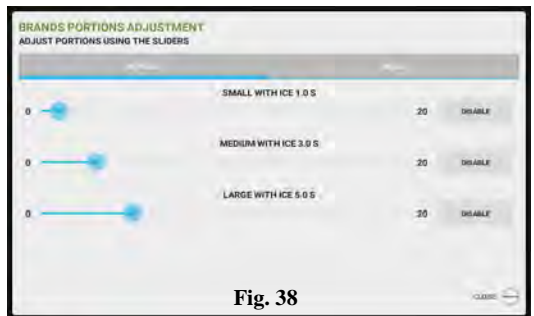 BRANDS PORTIONS ADJUSTMENT
ADJUST PORTIONS USING THE SLIDERS
SMALL WITH ICE 1.0 S
0 20 DISABLE
MEDIUM WITH ICE 3.0 S
0 20 DISABLE
LARGE WITH ICE 5.0 S
0 20 DISABLE
Fig. 38
CLOSE